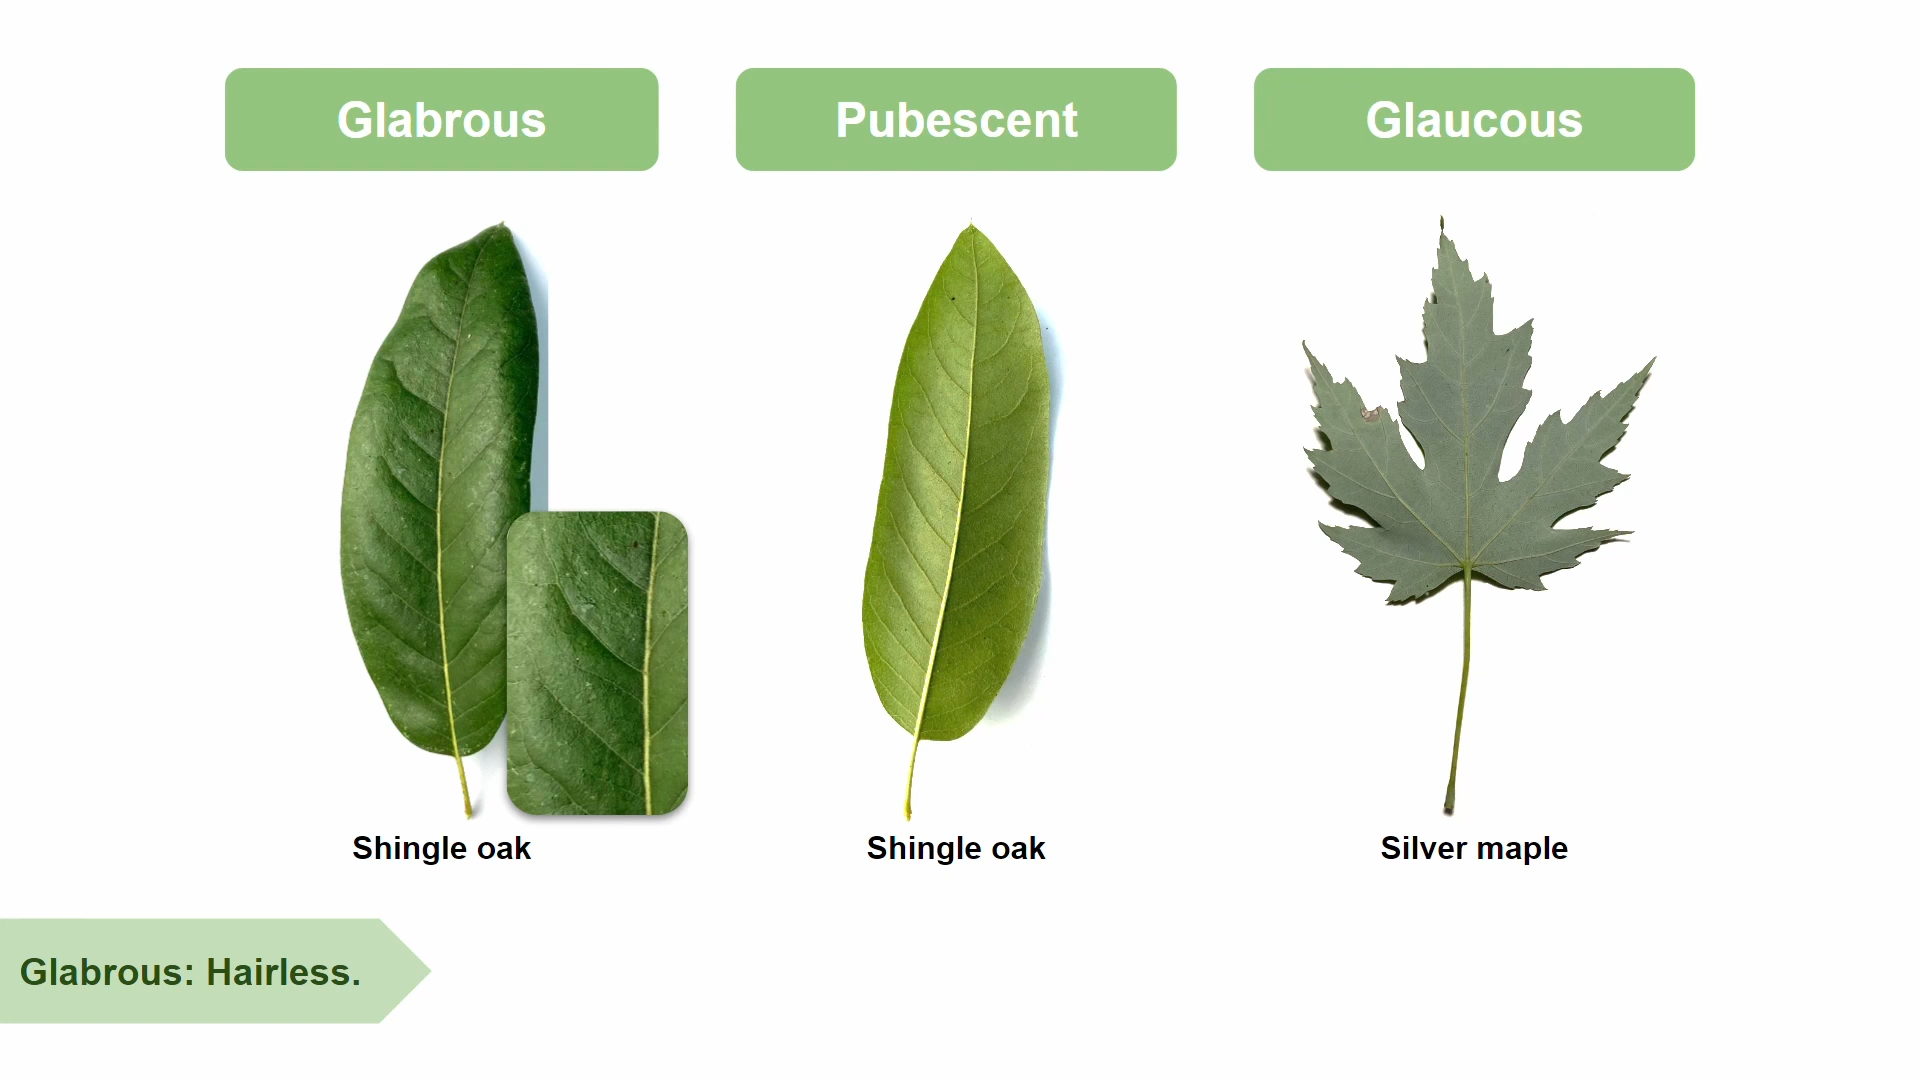 Glabrous
Pubescent
Glaucous
Shingle oak
Shingle oak
Silver maple
Glabrous: Hairless.